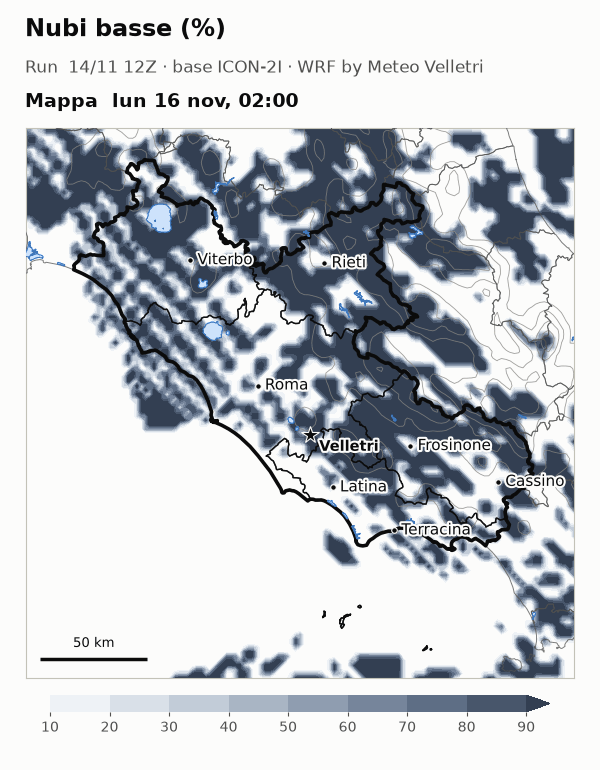 Nubi basse (%)
Run  14/11 12Z · base ICON-2I · WRF by Meteo Velletri
Mappa  lun 16 nov, 02:00
Viterbo
Rieti
Roma
Velletri
Frosinone
Cassino
Latina
Terracina
50 km
10 20 30 40 50 60 70 80 90